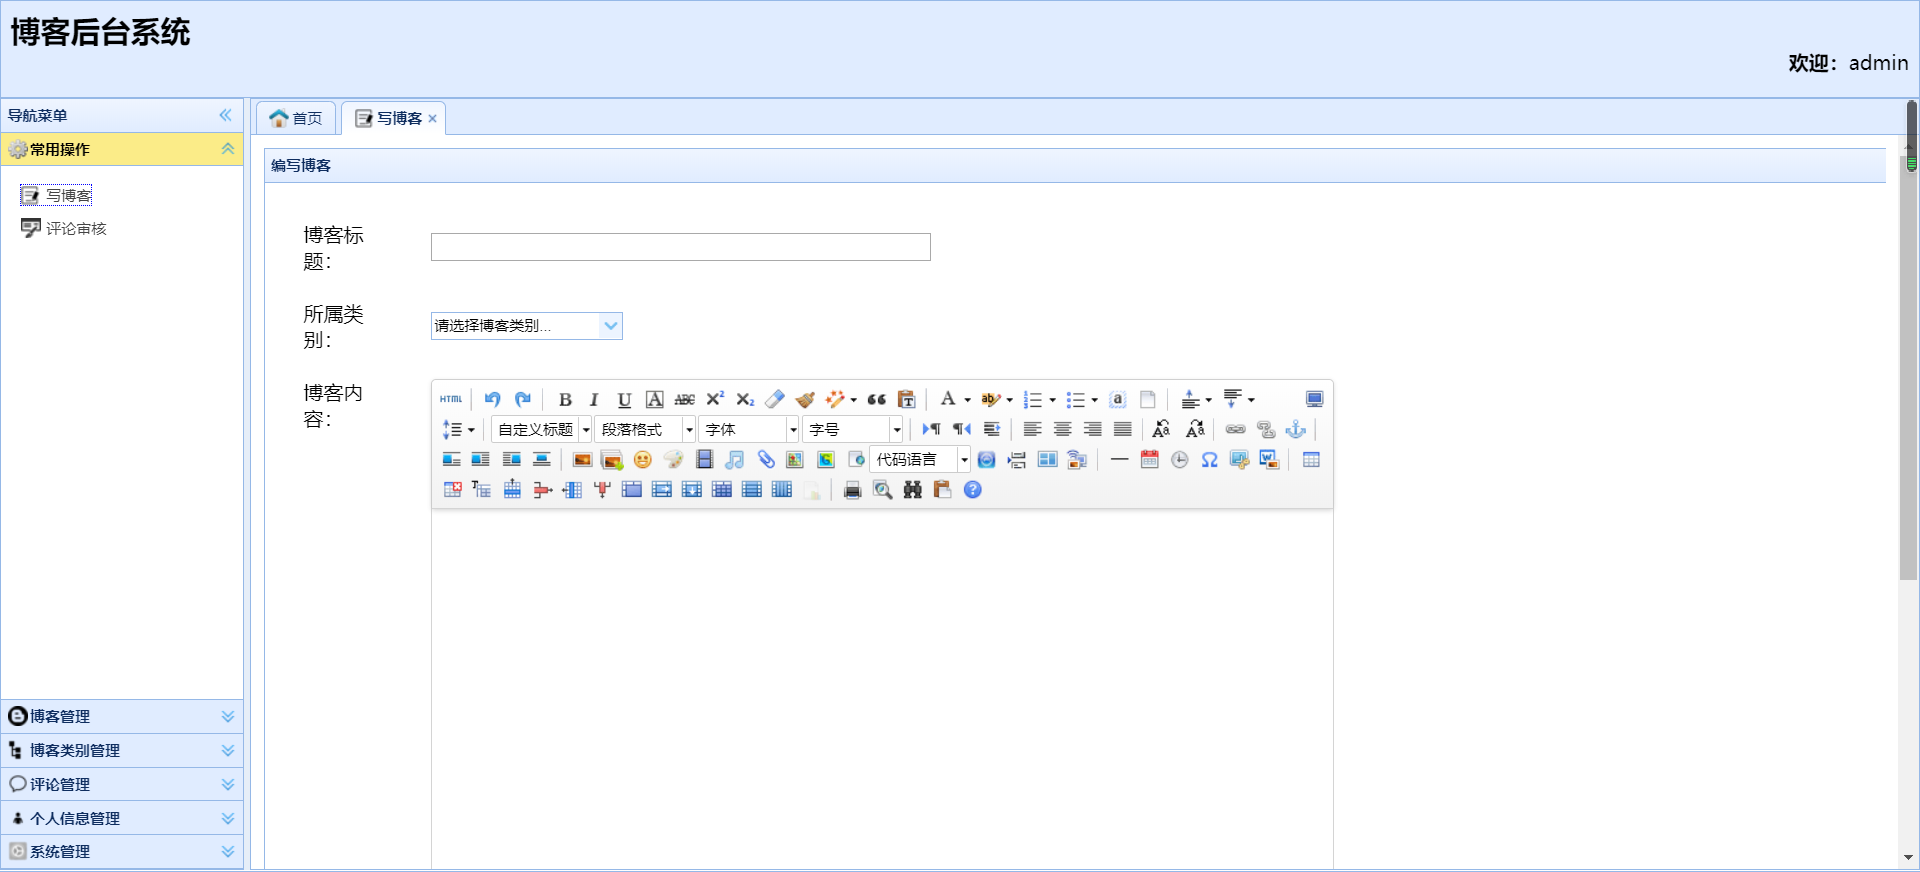 博客后台系统
欢迎：admin
导航菜单
常用操作
写博客
评论审核
博客管理
博客类别管理
评论管理
个人信息管理
系统管理
首页
写博客
编写博客
博客标
题：
所属类
别：
请选择博客类别...
博客内
容：
HTML B I U A ABC X² X₂ T A ab a
自定义标题 段落格式 字体 字号
代码语言